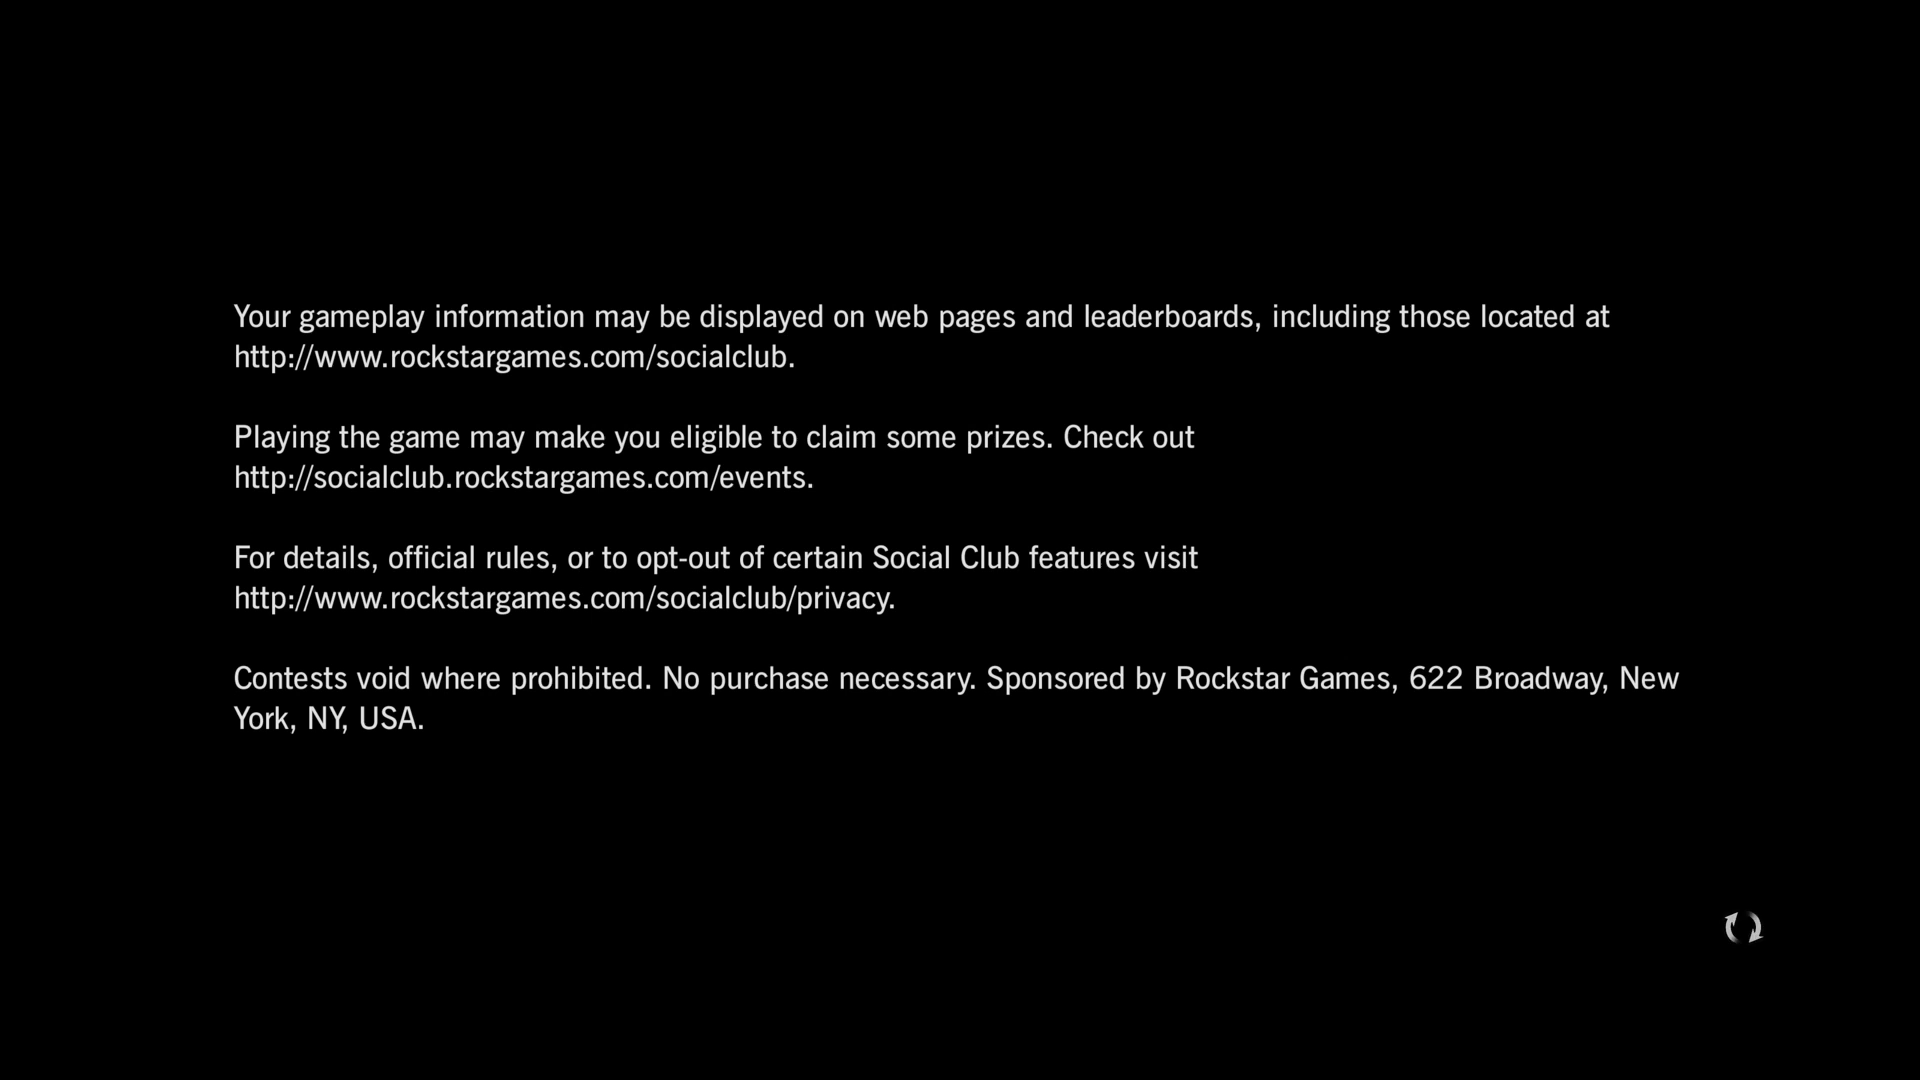 Your gameplay information may be displayed on web pages and leaderboards, including those located at
http://www.rockstargames.com/socialclub.
Playing the game may make you eligible to claim some prizes. Check out
http://socialclub.rockstargames.com/events.
For details, official rules, or to opt-out of certain Social Club features visit
http://www.rockstargames.com/socialclub/privacy.
Contests void where prohibited. No purchase necessary. Sponsored by Rockstar Games, 622 Broadway, New
York, NY, USA.